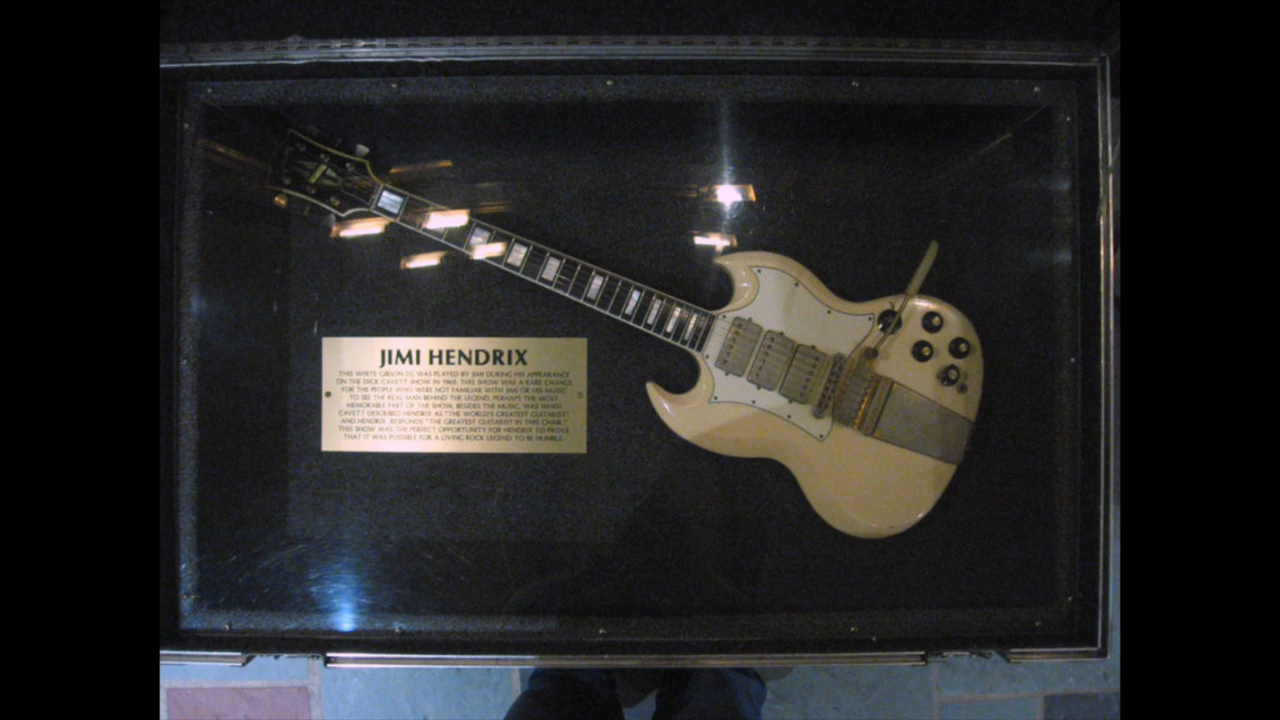 JIMI HENDRIX
THIS WHITE GIBSON SG WAS PLAYED BY JIMI DURING HIS APPEARANCE
ON THE DICK CAVETT SHOW IN 1969. THIS SHOW WAS A RARE CHANCE
FOR THE PEOPLE WHO WERE NOT FAMILIAR WITH JIMI OR HIS MUSIC
TO SEE THE REAL MAN BEHIND THE LEGEND. PERHAPS THE MOST
MEMORABLE PART OF THE SHOW, BESIDES THE MUSIC, WAS WHEN
CAVETT DESCRIBED HENDRIX AS "THE WORLD'S GREATEST GUITARIST"
AND HENDRIX RESPONDS "THE GREATEST GUITARIST IN THIS CHAIR."
THIS SHOW WAS THE PERFECT OPPORTUNITY FOR HENDRIX TO PROVE
THAT IT WAS POSSIBLE FOR A LIVING ROCK LEGEND TO BE HUMBLE.